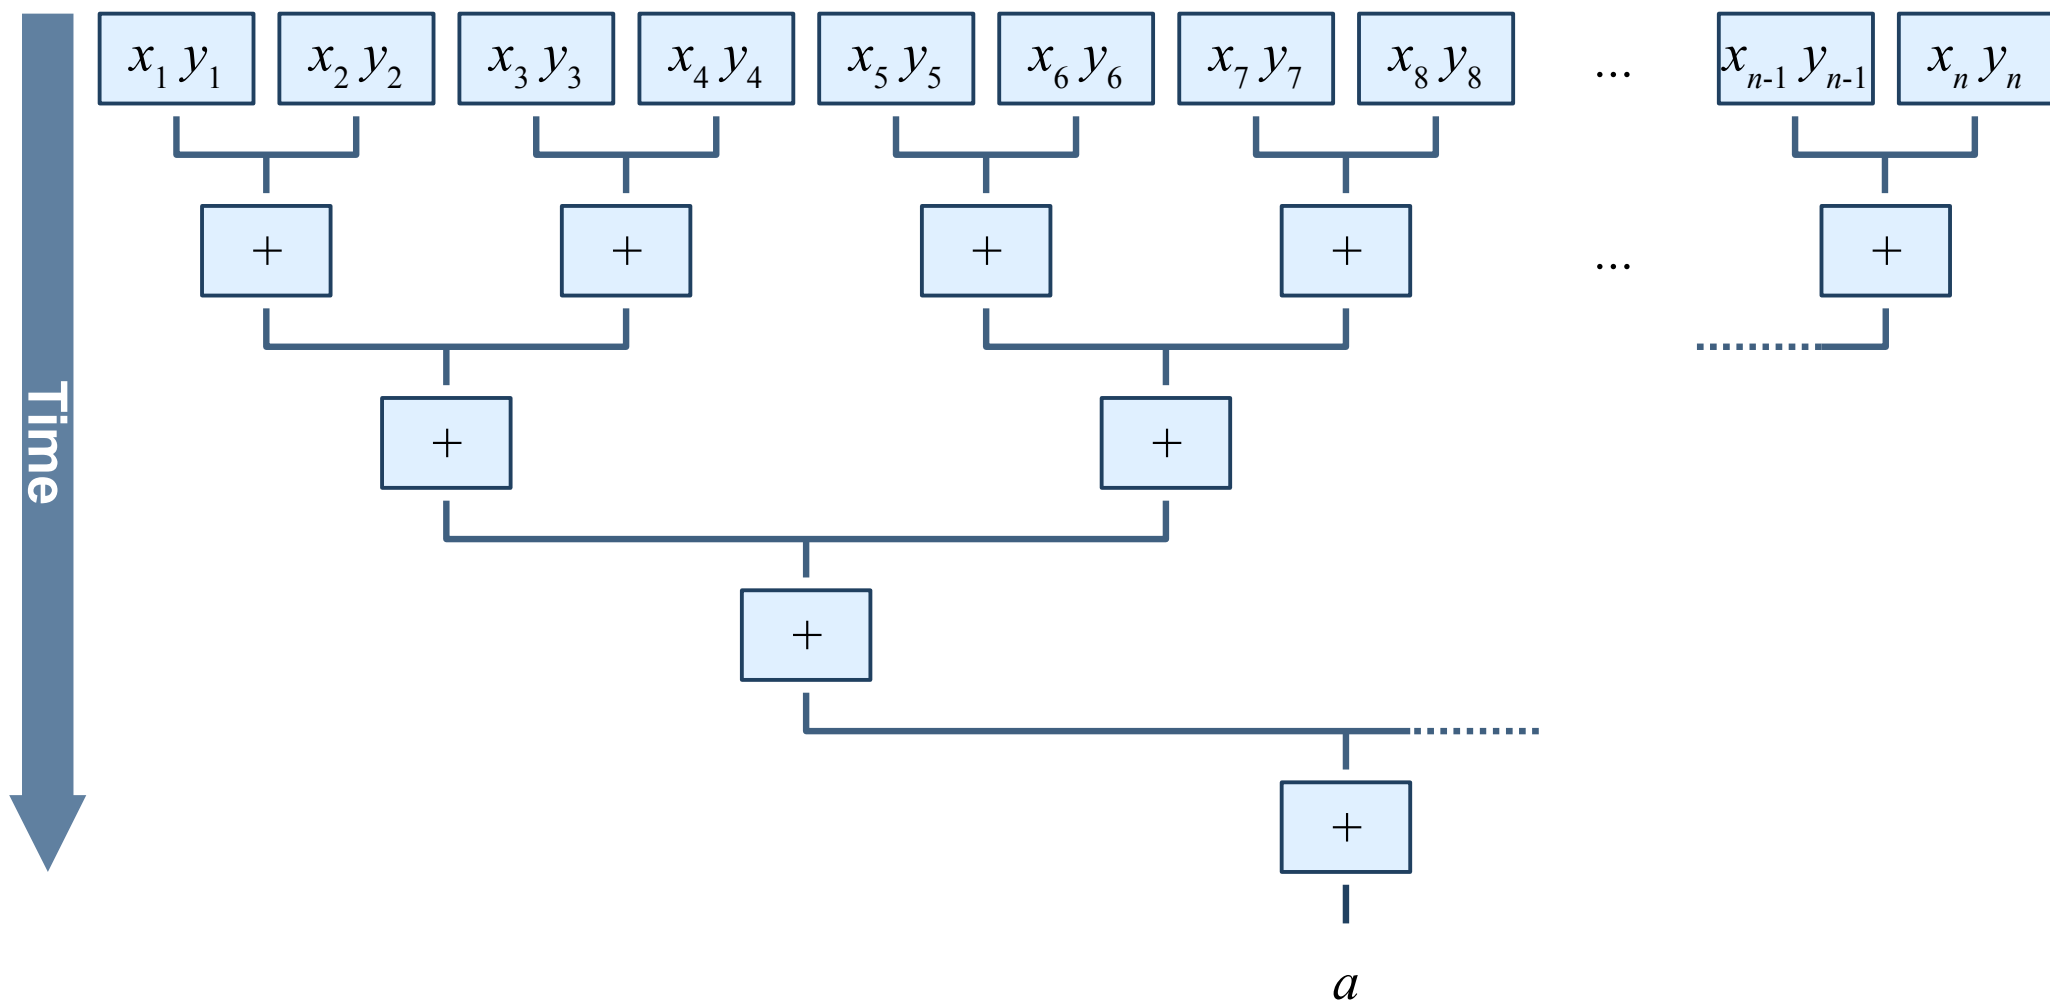 x₁ y₁ x₂ y₂ x₃ y₃ x₄ y₄ x₅ y₅ x₆ y₆ x₇ y₇ x₈ y₈ ... xₙ₋₁ yₙ₋₁ xₙ yₙ
+ + + + ... +
+ +
Time
+
+
a